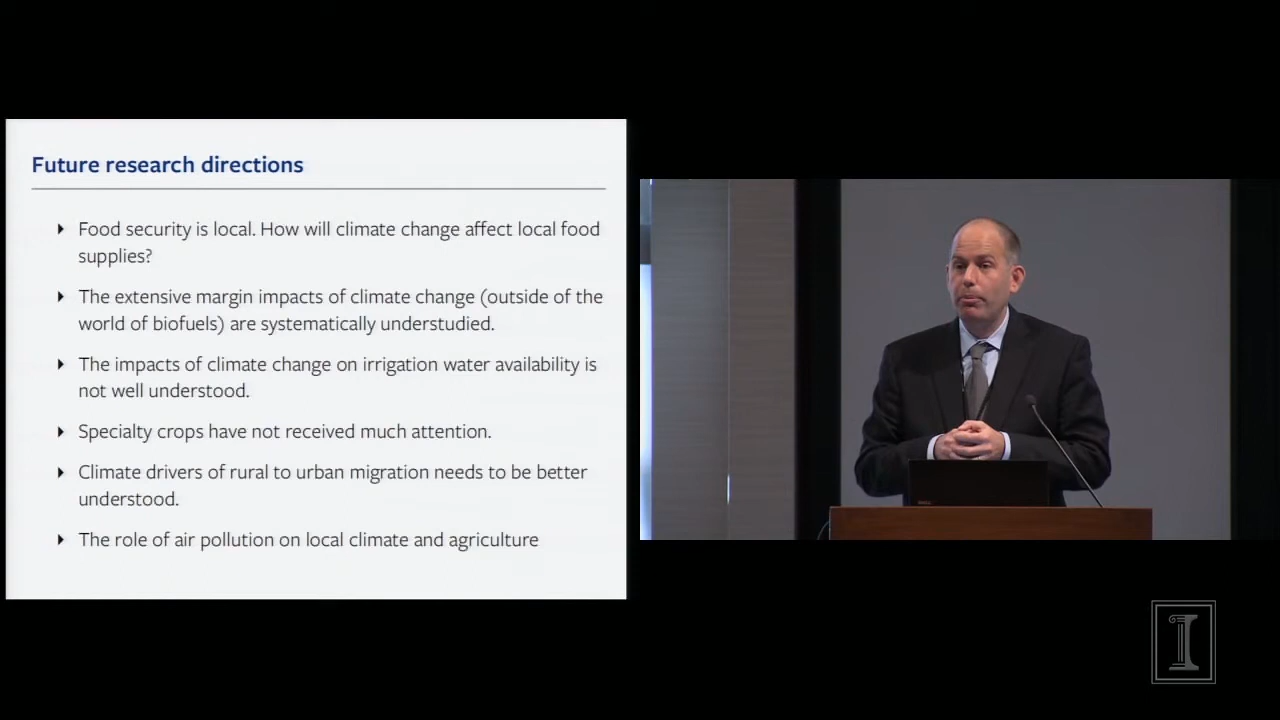 Future research directions
Food security is local. How will climate change affect local food
supplies?
The extensive margin impacts of climate change (outside of the
world of biofuels) are systematically understudied.
The impacts of climate change on irrigation water availability is
not well understood.
Specialty crops have not received much attention.
Climate drivers of rural to urban migration needs to be better
understood.
The role of air pollution on local climate and agriculture
I